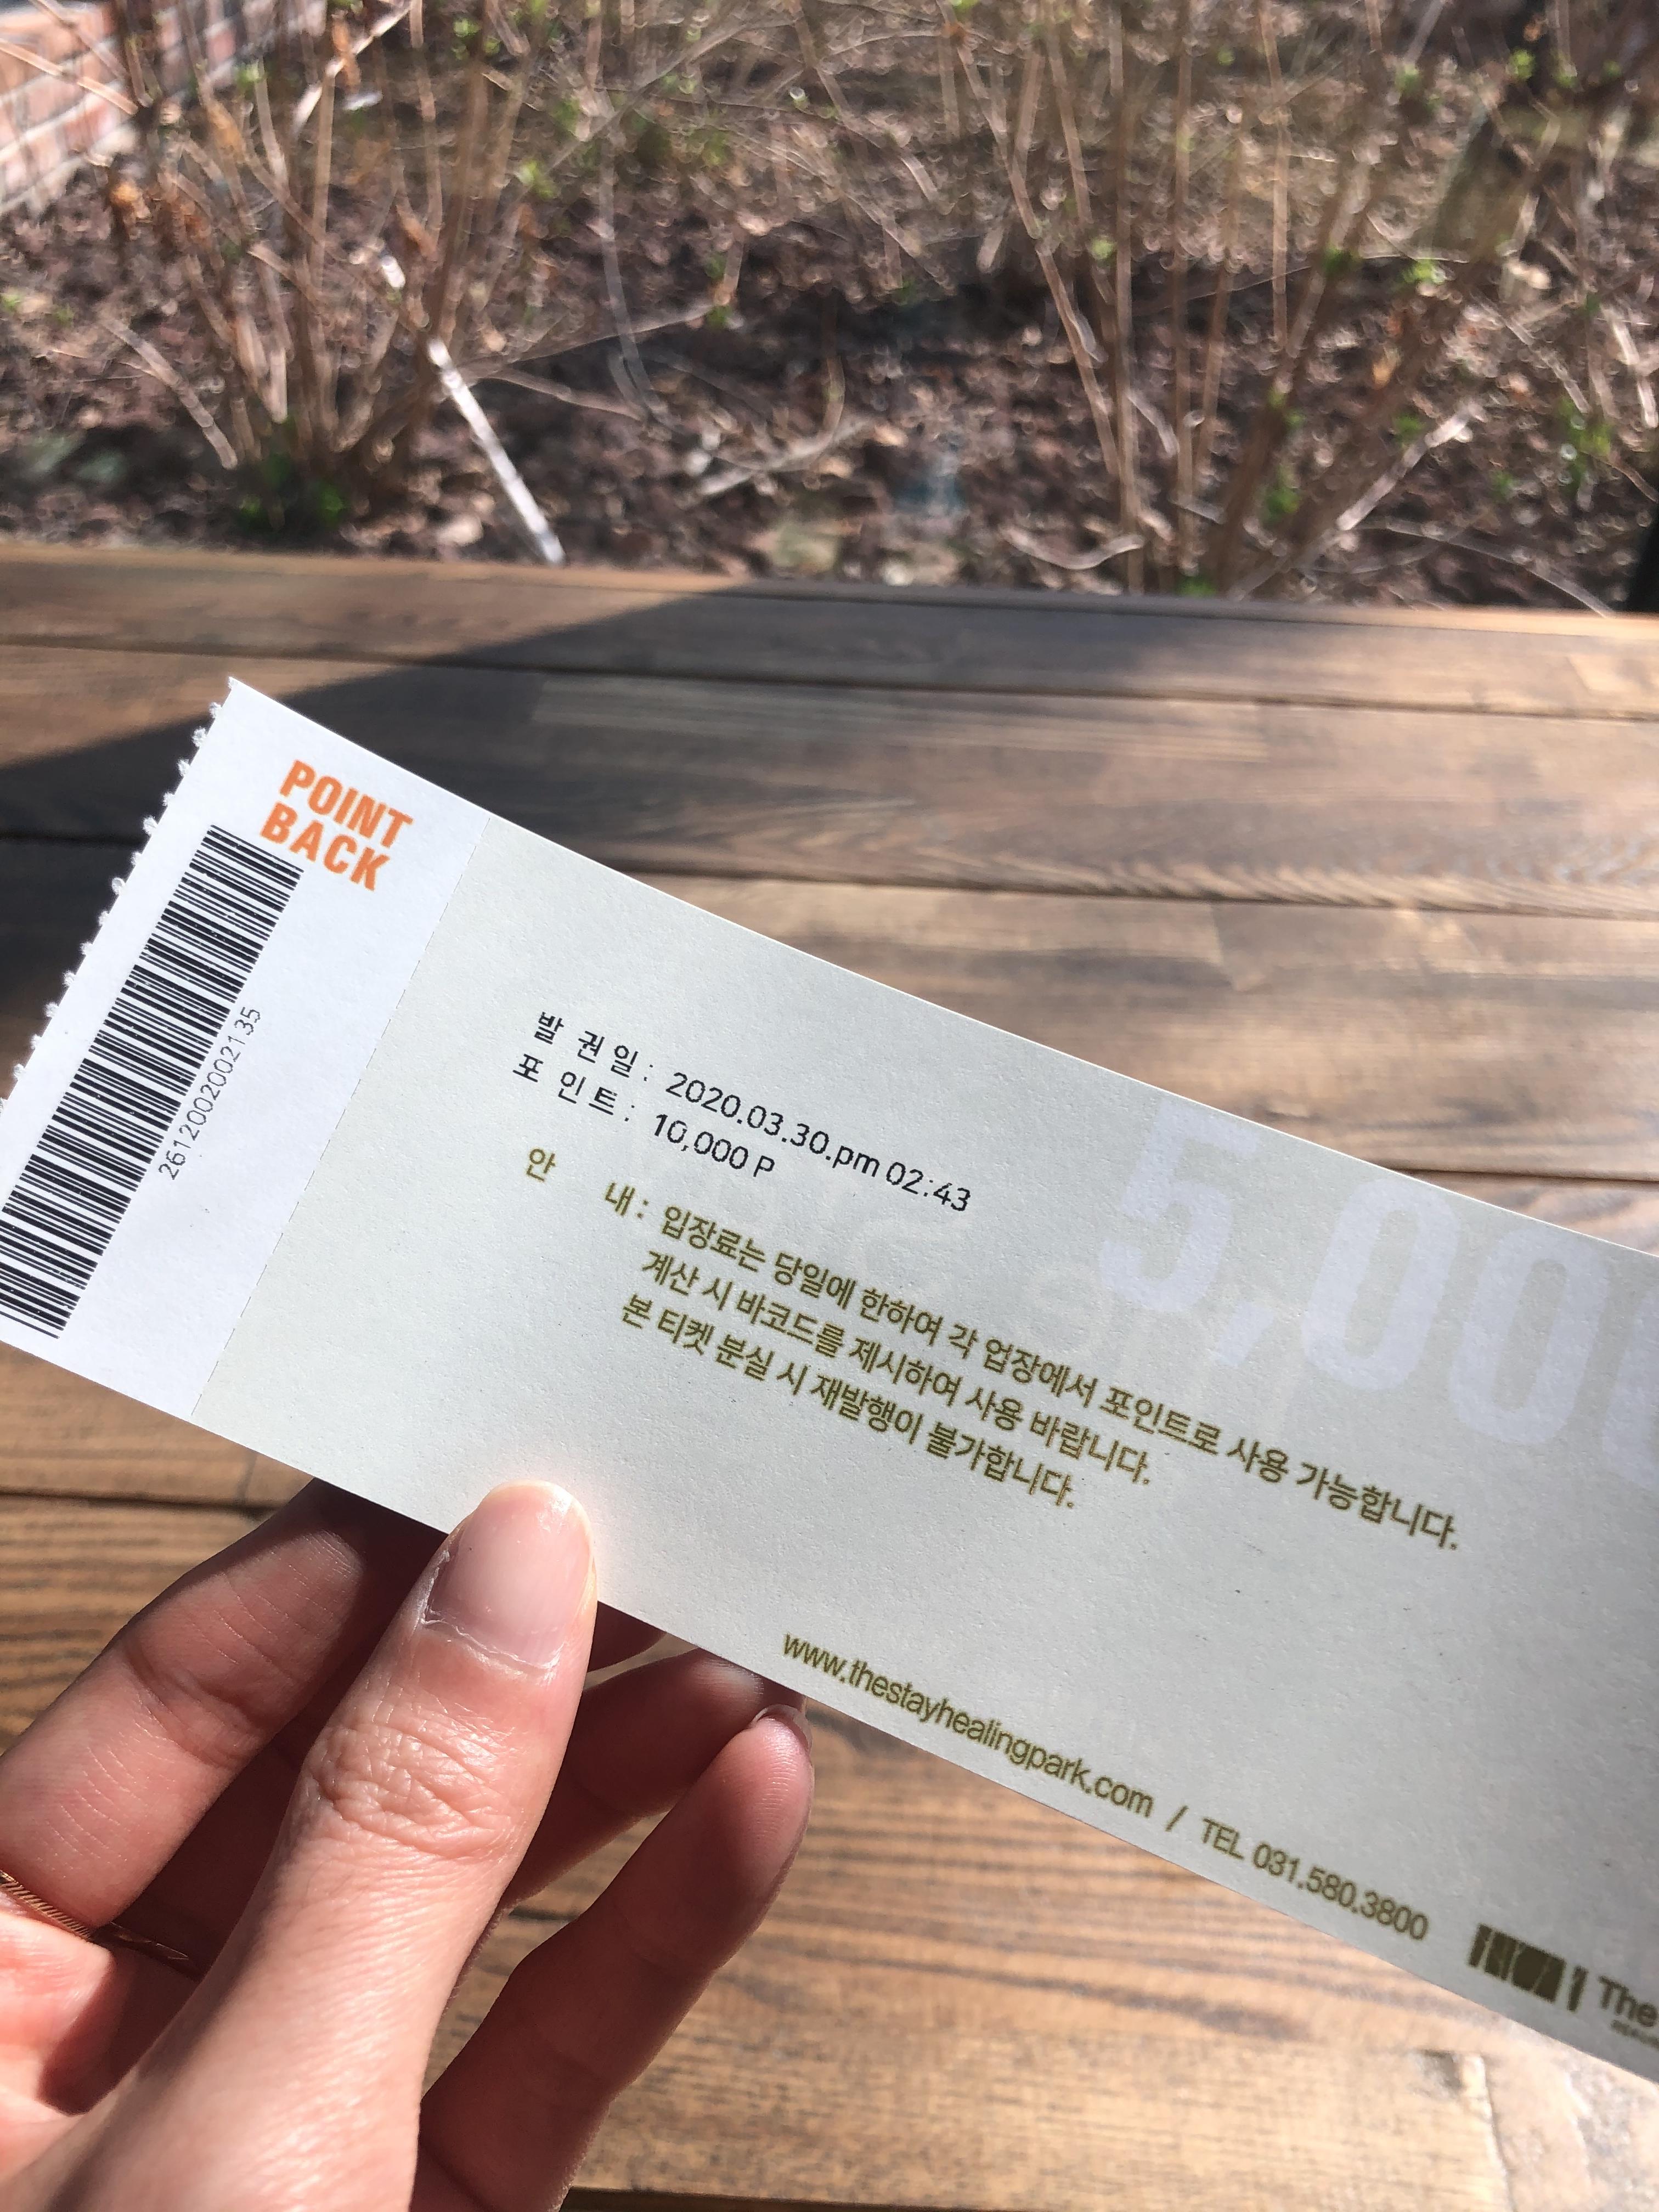 POINT
BACK
2612002002135
발 권 일 : 2020.03.30.pm 02:43
포 인 트 : 10,000 P
안 내 : 입장료는 당일에 한하여 각 업장에서 포인트로 사용 가능합니다.
계산 시 바코드를 제시하여 사용 바랍니다.
본 티켓 분실 시 재발행이 불가합니다.
5,00
www.thestayhealingpark.com / TEL 031.580.3800
The